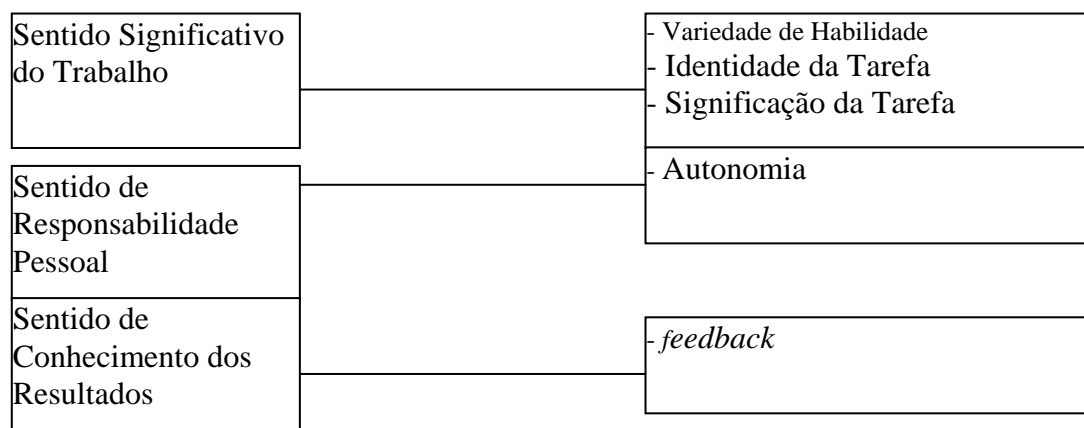 Sentido Significativo
do Trabalho
- Variedade de Habilidade
- Identidade da Tarefa
- Significação da Tarefa
Sentido de
Responsabilidade
Pessoal
- Autonomia
Sentido de
Conhecimento dos
Resultados
- feedback